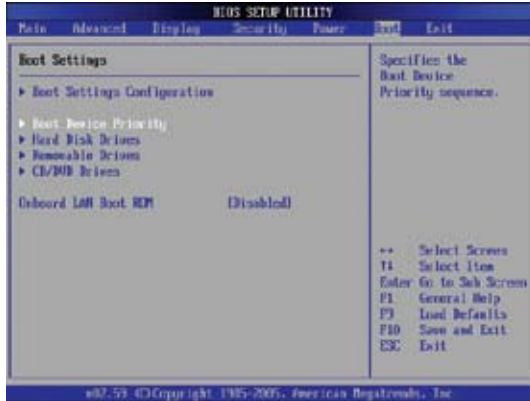 BIOS SETUP UTILITY
Main Advanced Display Security Power Boot Exit
Boot Settings
Boot Settings Configuration
Boot Device Priority
Hard Disk Drives
Removable Drives
CD/DVD Drives
Onboard LAN Boot ROM [Disabled]
Specifies the
Boot Device
Priority sequence.
↔ Select Screen
↑↓ Select Item
Enter Go to Sub Screen
F1 General Help
F9 Load Defaults
F10 Save and Exit
ESC Exit
v02.59 (C)Copyright 1985-2005, American Megatrends, Inc